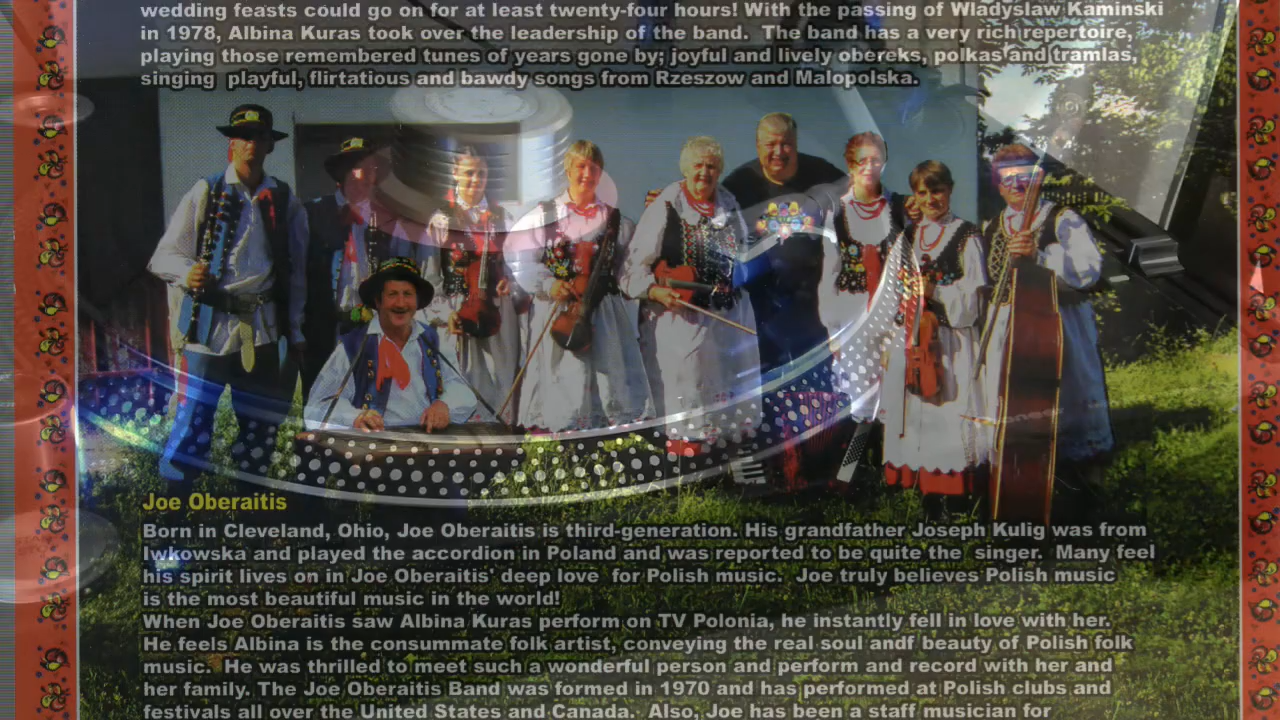 wedding feasts could go on for at least twenty-four hours! With the passing of Wladyslaw Kaminski
in 1978, Albina Kuras took over the leadership of the band. The band has a very rich repertoire,
playing those remembered tunes of years gone by; joyful and lively obereks, polkas and tramlas,
singing playful, flirtatious and bawdy songs from Rzeszow and Malopolska.
Pioneer
Joe Oberaitis
Born in Cleveland, Ohio, Joe Oberaitis is third-generation. His grandfather Joseph Kulig was from
Iwkowska and played the accordion in Poland and was reported to be quite the singer. Many feel
his spirit lives on in Joe Oberaitis' deep love for Polish music. Joe truly believes Polish music
is the most beautiful music in the world!
When Joe Oberaitis saw Albina Kuras perform on TV Polonia, he instantly fell in love with her.
He feels Albina is the consummate folk artist, conveying the real soul andf beauty of Polish folk
music. He was thrilled to meet such a wonderful person and perform and record with her and
her family. The Joe Oberaitis Band was formed in 1970 and has performed at Polish clubs and
festivals all over the United States and Canada. Also, Joe has been a staff musician for